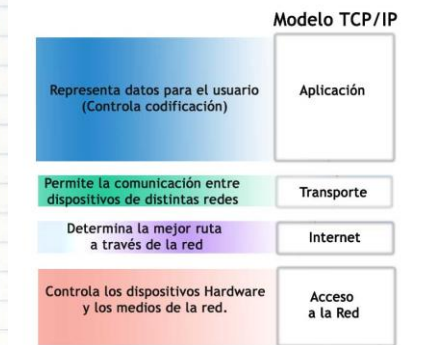 Modelo TCP/IP
Representa datos para el usuario
(Controla codificación)
Aplicación
Permite la comunicación entre
dispositivos de distintas redes
Transporte
Determina la mejor ruta
a través de la red
Internet
Controla los dispositivos Hardware
y los medios de la red.
Acceso
a la Red